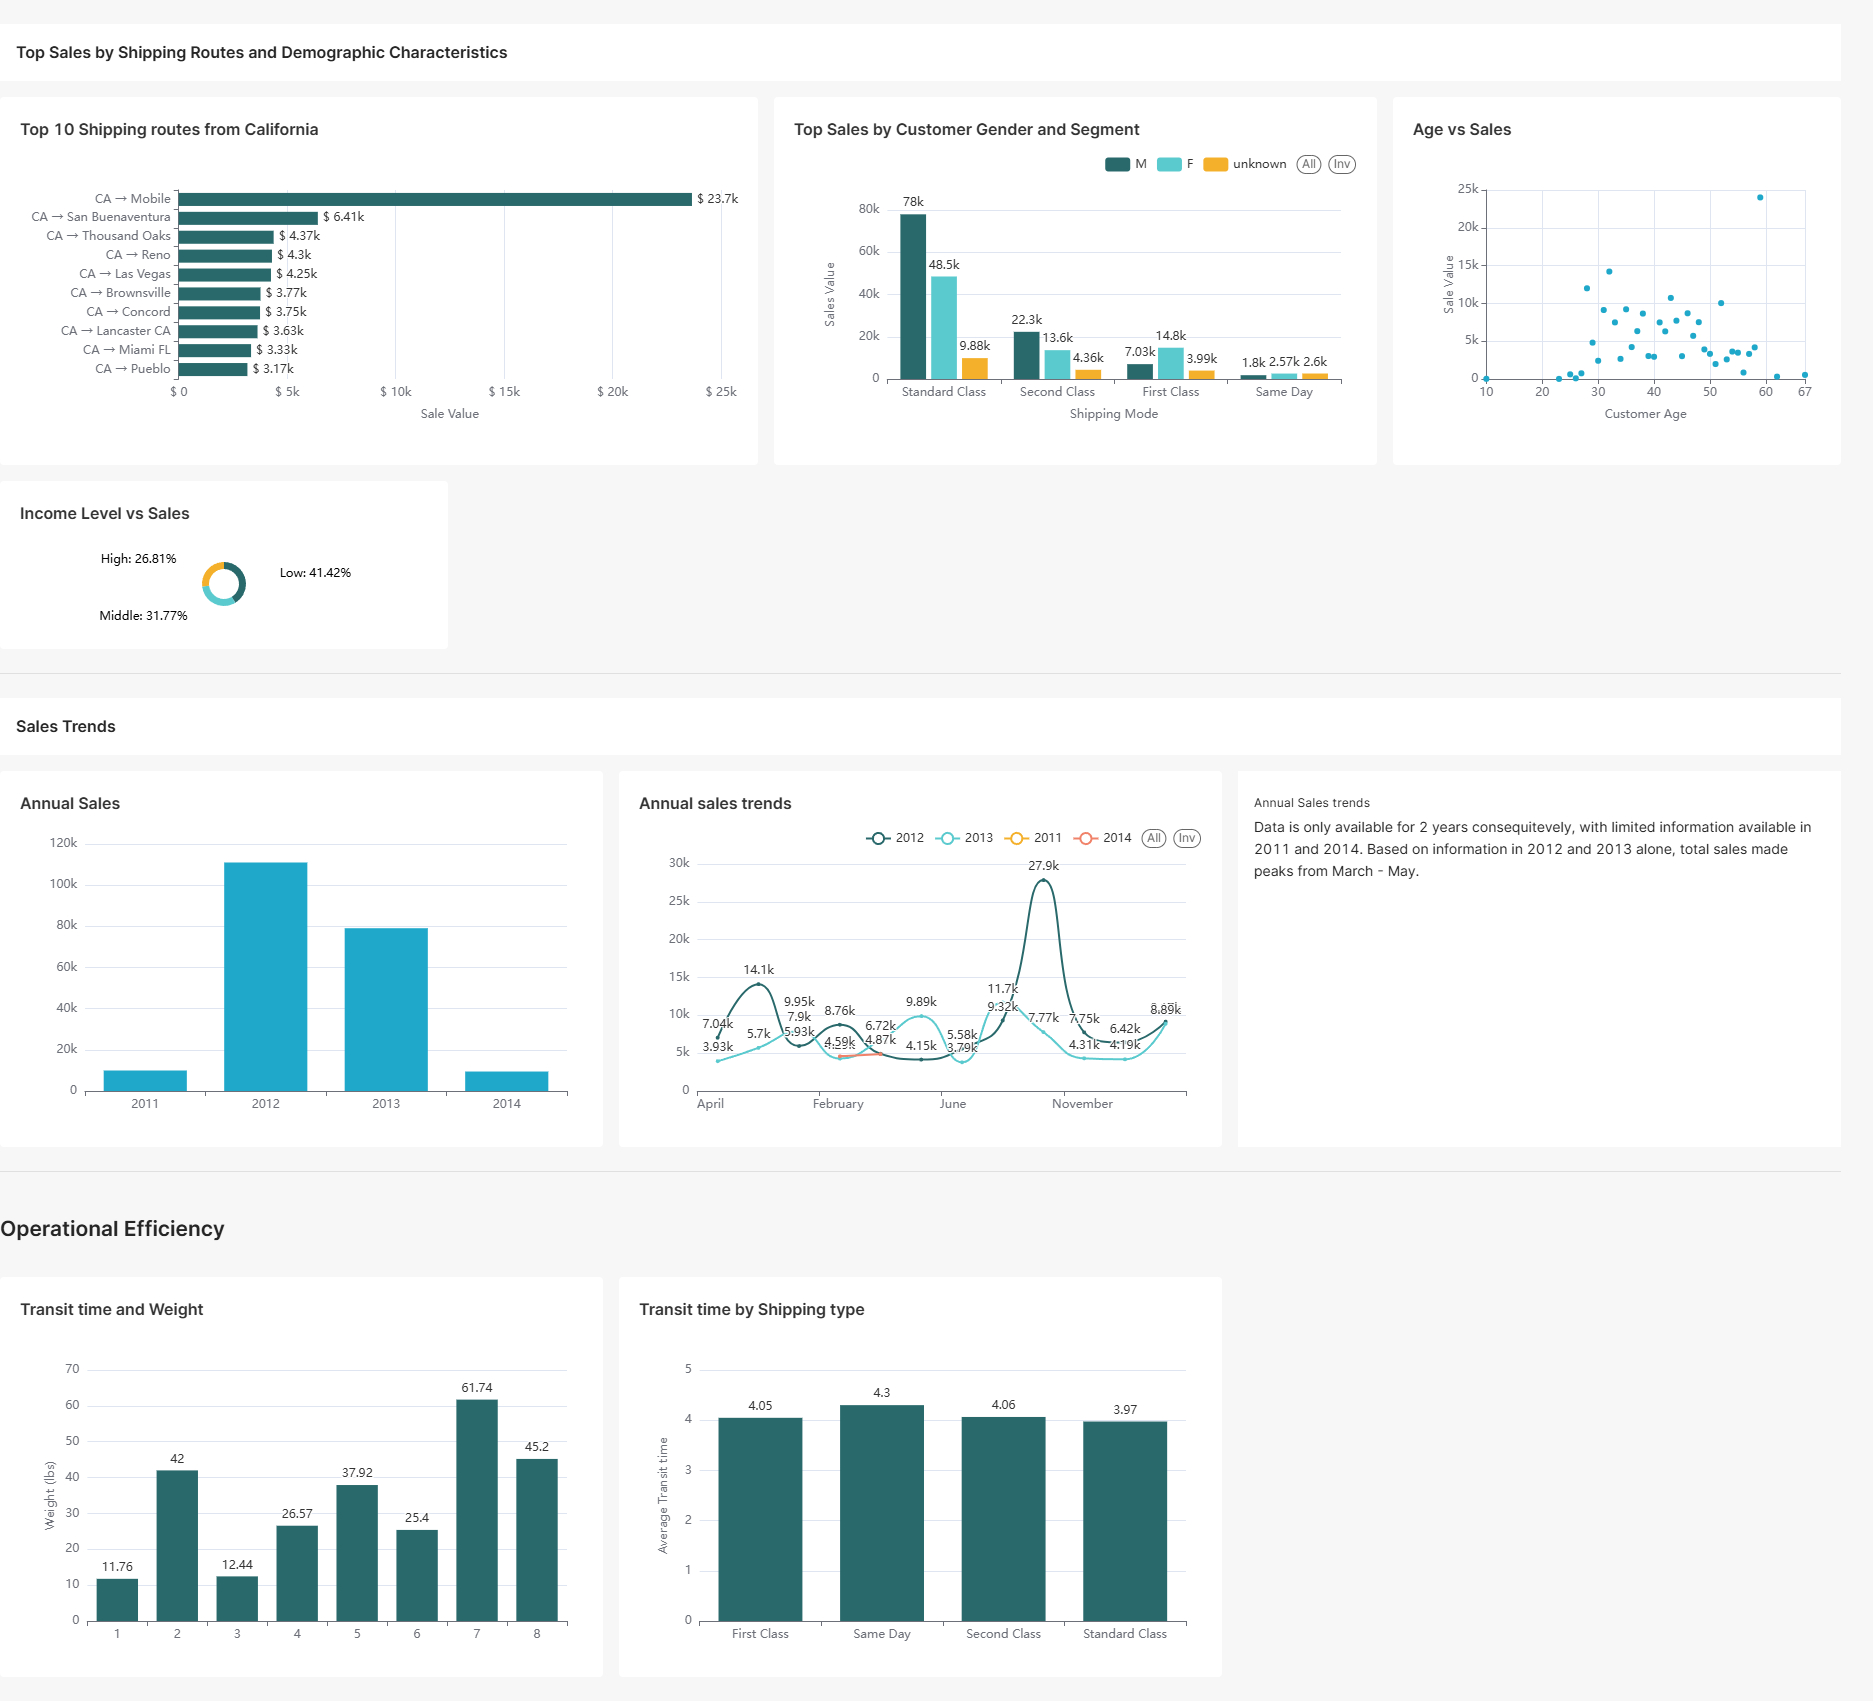 Top Sales by Shipping Routes and Demographic Characteristics
Top 10 Shipping routes from California
CA → Mobile
$ 23.7k
CA → San Buenaventura
$ 6.41k
CA → Thousand Oaks
$ 4.37k
CA → Reno
$ 4.3k
CA → Las Vegas
$ 4.25k
CA → Brownsville
$ 3.77k
CA → Concord
$ 3.75k
CA → Lancaster CA
$ 3.63k
CA → Miami FL
$ 3.33k
CA → Pueblo
$ 3.17k
$ 0 $ 5k $ 10k $ 15k $ 20k $ 25k
Sale Value
Top Sales by Customer Gender and Segment
M F unknown All Inv
80k
60k
40k
20k
0
Sales Value
78k 48.5k 9.88k
22.3k 13.6k 4.36k
7.03k 14.8k 3.99k
1.8k 2.57k 2.6k
Standard Class Second Class First Class Same Day
Shipping Mode
Age vs Sales
25k
20k
15k
10k
5k
0
Sale Value
10 20 30 40 50 60 67
Customer Age
Income Level vs Sales
High: 26.81%
Low: 41.42%
Middle: 31.77%
Sales Trends
Annual Sales
120k
100k
80k
60k
40k
20k
0
2011 2012 2013 2014
Annual sales trends
2012 2013 2011 2014 All Inv
30k
25k
20k
15k
10k
5k
0
27.9k
14.1k
11.7k
9.95k
9.89k
9.32k
8.89k
8.76k
7.9k
7.77k
7.75k
7.04k
6.72k
6.42k
5.93k
5.7k
5.58k
4.87k
4.59k
4.31k
4.19k
4.15k
3.93k
3.79k
April February June November
Annual Sales trends
Data is only available for 2 years consequitevely, with limited information available in
2011 and 2014. Based on information in 2012 and 2013 alone, total sales made
peaks from March - May.
Operational Efficiency
Transit time and Weight
70
60
50
40
30
20
10
0
Weight (lbs)
11.76 42 12.44 26.57 37.92 25.4 61.74 45.2
1 2 3 4 5 6 7 8
Transit time by Shipping type
5
4
3
2
1
0
Average Transit time
4.05 4.3 4.06 3.97
First Class Same Day Second Class Standard Class